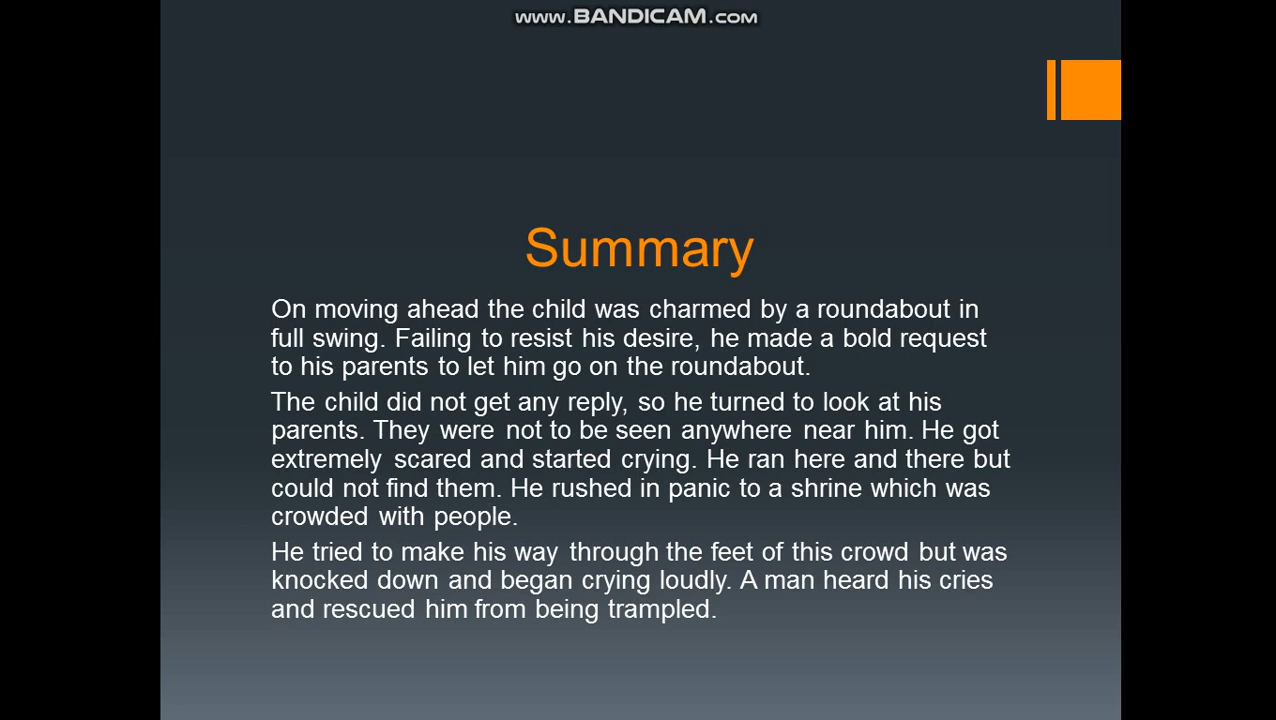 www.BANDICAM.com
Summary
On moving ahead the child was charmed by a roundabout in
full swing. Failing to resist his desire, he made a bold request
to his parents to let him go on the roundabout.
The child did not get any reply, so he turned to look at his
parents. They were not to be seen anywhere near him. He got
extremely scared and started crying. He ran here and there but
could not find them. He rushed in panic to a shrine which was
crowded with people.
He tried to make his way through the feet of this crowd but was
knocked down and began crying loudly. A man heard his cries
and rescued him from being trampled.